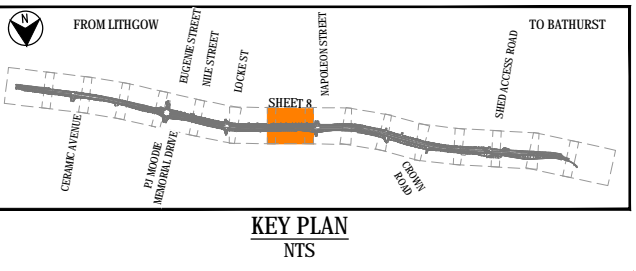 N
FROM LITHGOW
TO BATHURST
EUGENIE STREET
NILE STREET
LOCKE ST
NAPOLEON STREET
SHED ACCESS ROAD
SHEET 8
CERAMIC AVENUE
PJ MOODIE
MEMORIAL DRIVE
CROWN
ROAD
KEY PLAN
NTS